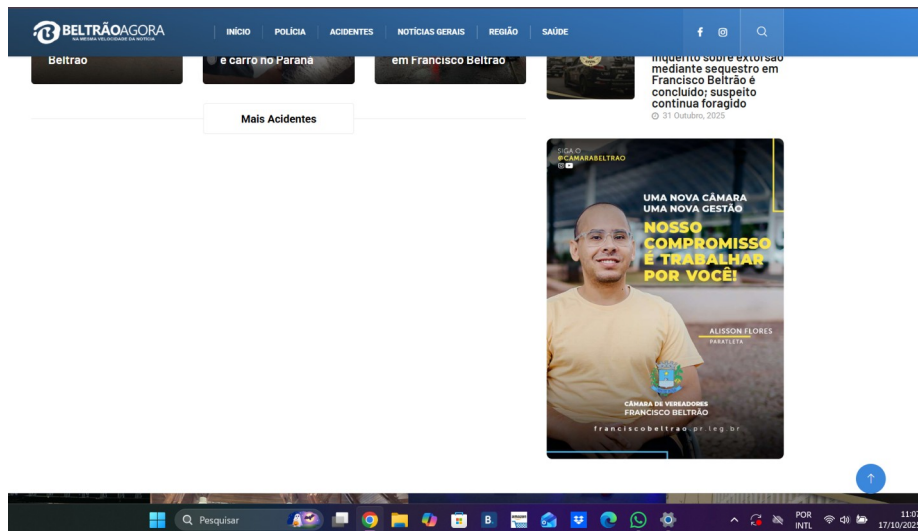 BELTRÃOAGORA
NA MESMA VELOCIDADE DA NOTÍCIA
INÍCIO
POLÍCIA
ACIDENTES
NOTÍCIAS GERAIS
REGIÃO
SAÚDE
Beltrão
e carro no Paraná
em Francisco Beltrão
Inquérito sobre extorsão
mediante sequestro em
Francisco Beltrão é
concluído; suspeito
continua foragido
31 Outubro, 2025
Mais Acidentes
SIGA O
@CAMARABELTRAO
UMA NOVA CÂMARA
UMA NOVA GESTÃO
NOSSO
COMPROMISSO
É TRABALHAR
POR VOCÊ!
ALISSON FLORES
PARATLETA
CÂMARA DE VEREADORES
FRANCISCO BELTRÃO
franciscobeltrao.pr.leg.br
Pesquisar
B.
POR
INTL
17/10/202